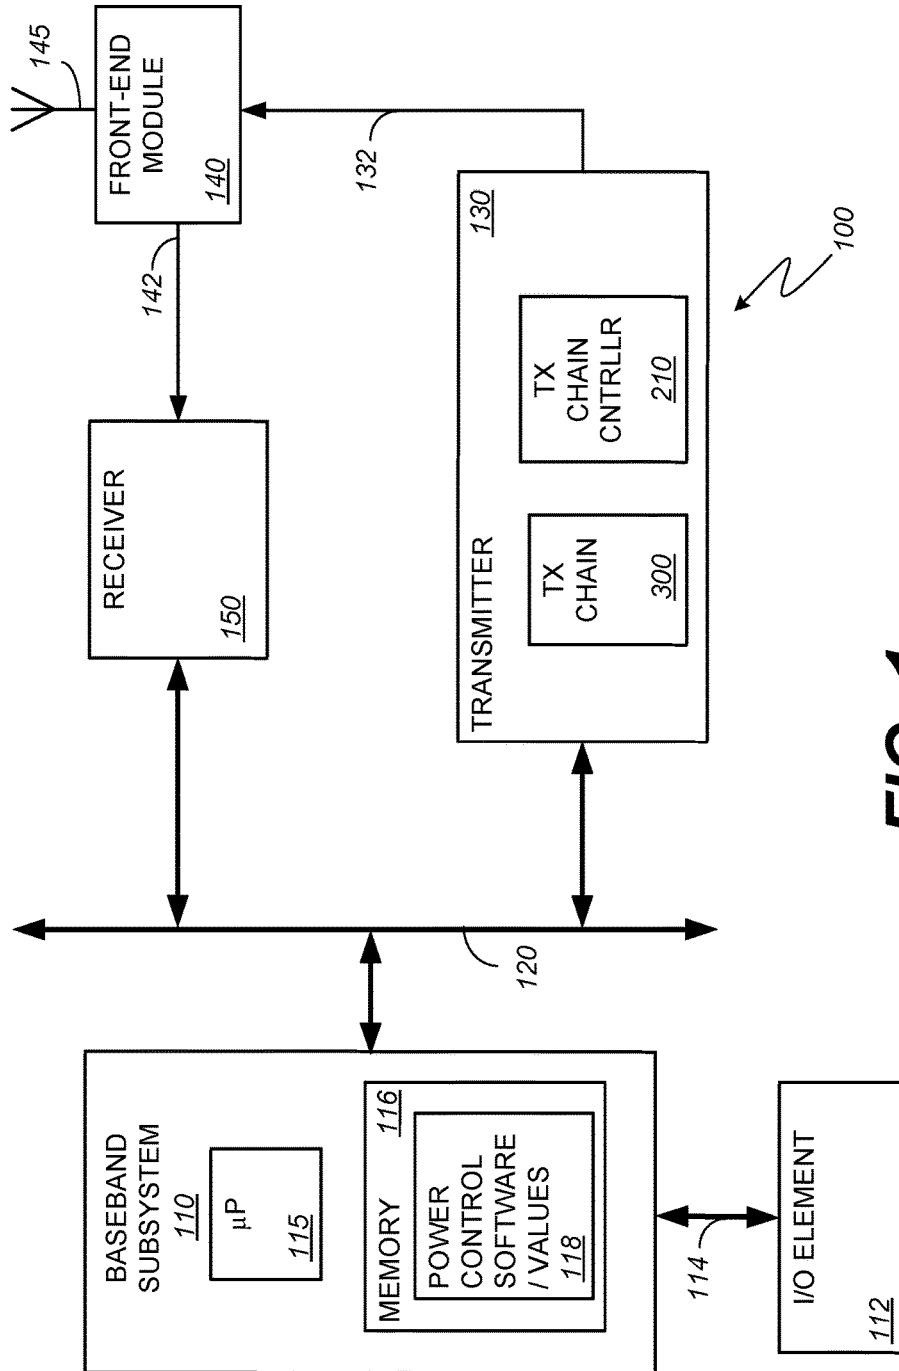 BASEBAND
SUBSYSTEM
110
µP
115
MEMORY
116
POWER
CONTROL
SOFTWARE
/ VALUES
118
114
I/O ELEMENT
112
120
RECEIVER
150
142
FRONT-END
MODULE
140
145
132
TRANSMITTER
130
TX
CHAIN
300
TX
CHAIN
CNTRLLR
210
100